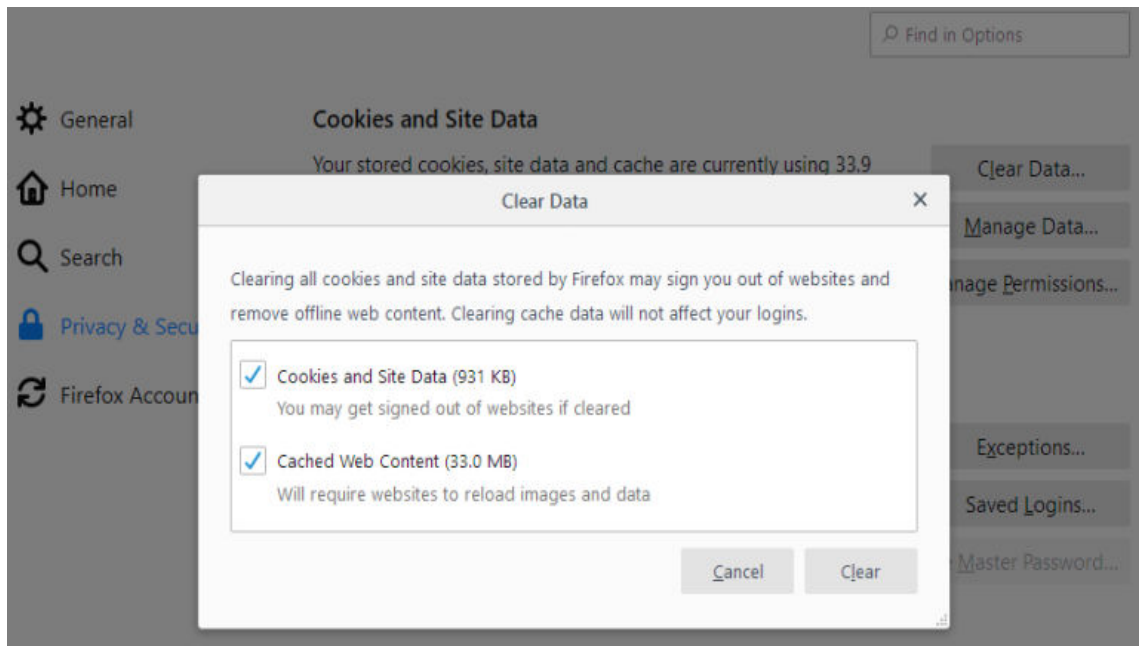 Find in Options
General
Cookies and Site Data
Your stored cookies, site data and cache are currently using 33.9
Clear Data...
Home
Clear Data
Manage Data...
Search
Clearing all cookies and site data stored by Firefox may sign you out of websites and
remove offline web content. Clearing cache data will not affect your logins.
Permissions...
Privacy &
Cookies and Site Data (931 KB)
You may get signed out of websites if cleared
Firefox
Cached Web Content (33.0 MB)
Will require websites to reload images and data
Exceptions...
Saved Logins...
Cancel
Clear
Master Password...